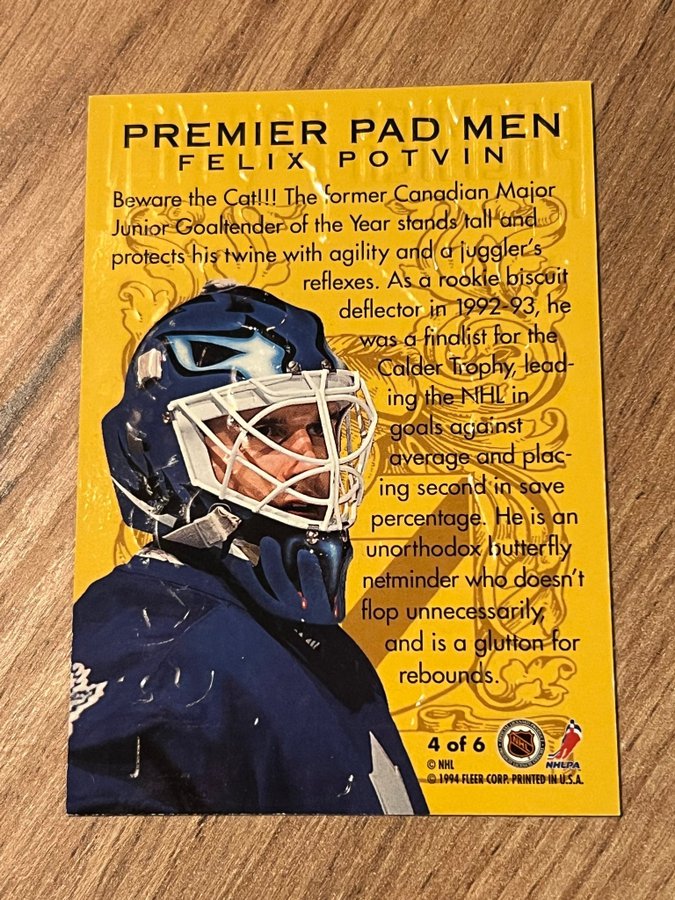 PREMIER PAD MEN
FELIX POTVIN
Beware the Cat!!! The former Canadian Major
Junior Goaltender of the Year stands tall and
protects his twine with agility and a juggler's
reflexes. As a rookie biscuit
deflector in 1992-93, he
was a finalist for the
Calder Trophy, lead-
ing the NHL in
goals against
average and plac-
ing second in save
percentage. He is an
unorthodox butterfly
netminder who doesn't
flop unnecessarily,
and is a glutton for
rebounds.
4 of 6
NHL
NHLPA
© NHL
© 1994 FLEER CORP. PRINTED IN U.S.A.